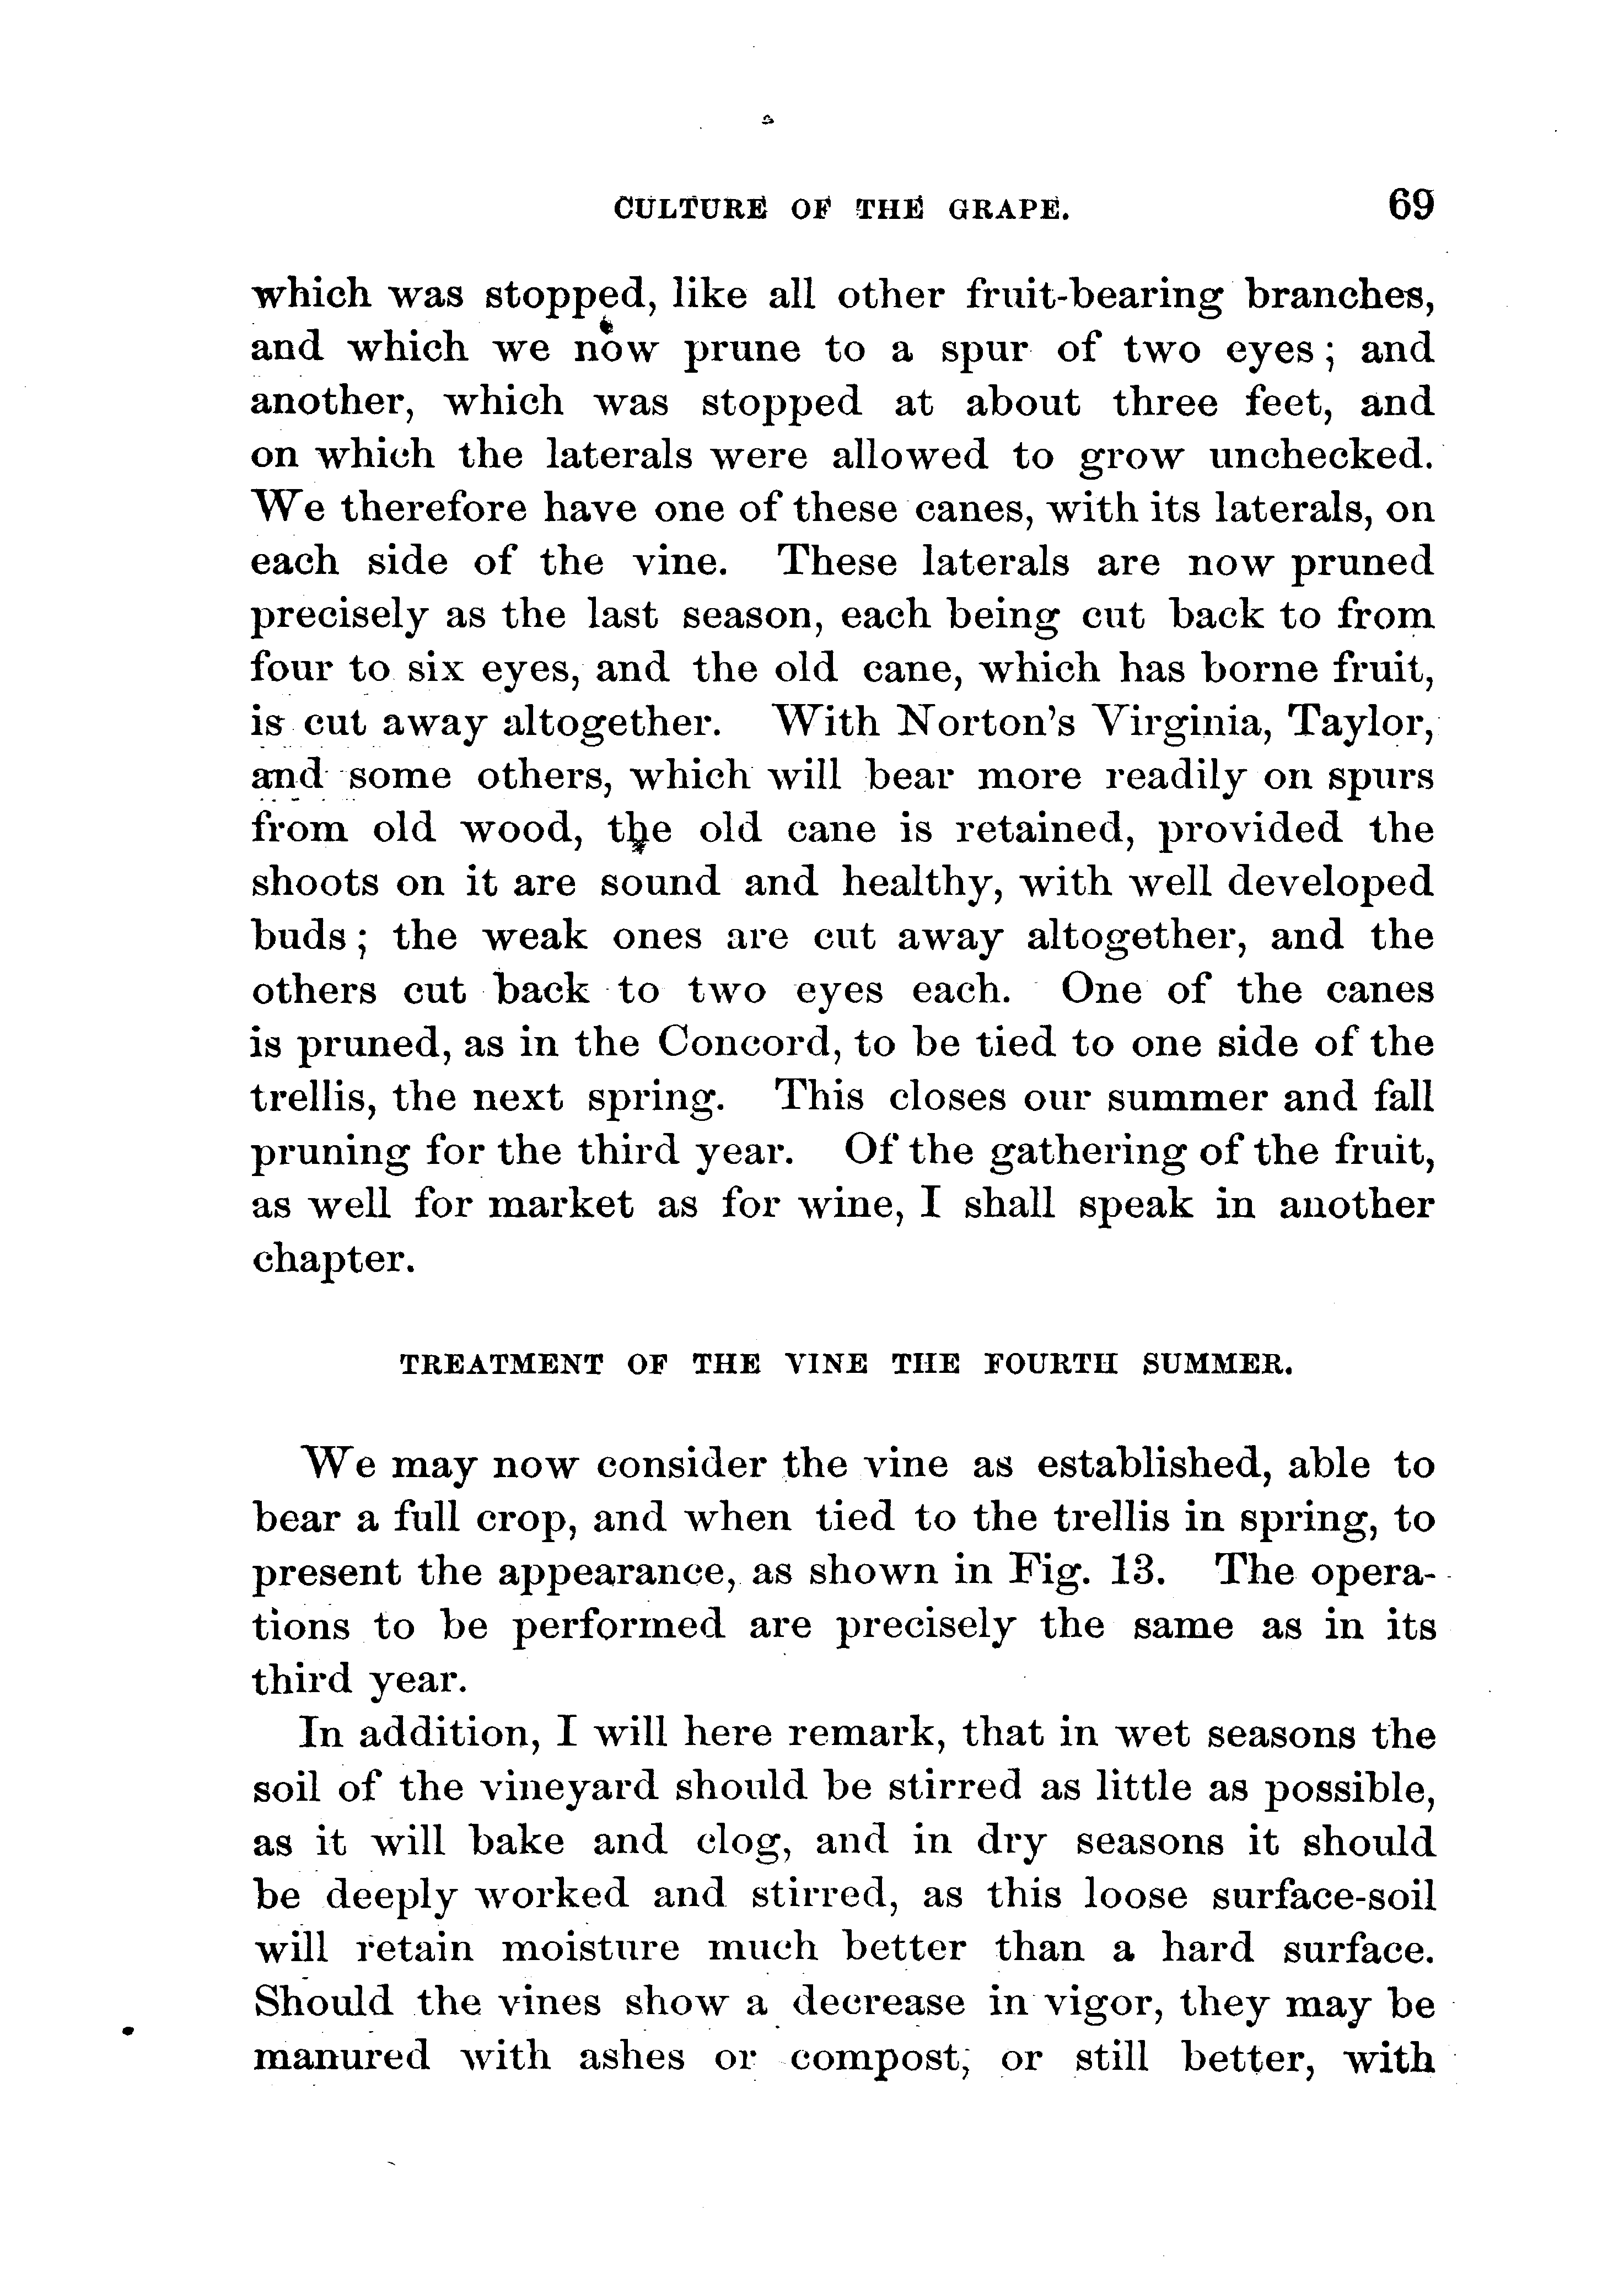 CULTURE OF THE GRAPE. 69
which was stopped, like all other fruit-bearing branches,
and which we now prune to a spur of two eyes; and
another, which was stopped at about three feet, and
on which the laterals were allowed to grow unchecked.
We therefore have one of these canes, with its laterals, on
each side of the vine. These laterals are now pruned
precisely as the last season, each being cut back to from
four to six eyes, and the old cane, which has borne fruit,
is cut away altogether. With Norton's Virginia, Taylor,
and some others, which will bear more readily on spurs
from old wood, the old cane is retained, provided the
shoots on it are sound and healthy, with well developed
buds; the weak ones are cut away altogether, and the
others cut back to two eyes each. One of the canes
is pruned, as in the Concord, to be tied to one side of the
trellis, the next spring. This closes our summer and fall
pruning for the third year. Of the gathering of the fruit,
as well for market as for wine, I shall speak in another
chapter.
TREATMENT OF THE VINE THE FOURTH SUMMER.
We may now consider the vine as established, able to
bear a full crop, and when tied to the trellis in spring, to
present the appearance, as shown in Fig. 13. The opera-
tions to be performed are precisely the same as in its
third year.
In addition, I will here remark, that in wet seasons the
soil of the vineyard should be stirred as little as possible,
as it will bake and clog, and in dry seasons it should
be deeply worked and stirred, as this loose surface-soil
will retain moisture much better than a hard surface.
Should the vines show a decrease in vigor, they may be
manured with ashes or compost, or still better, with